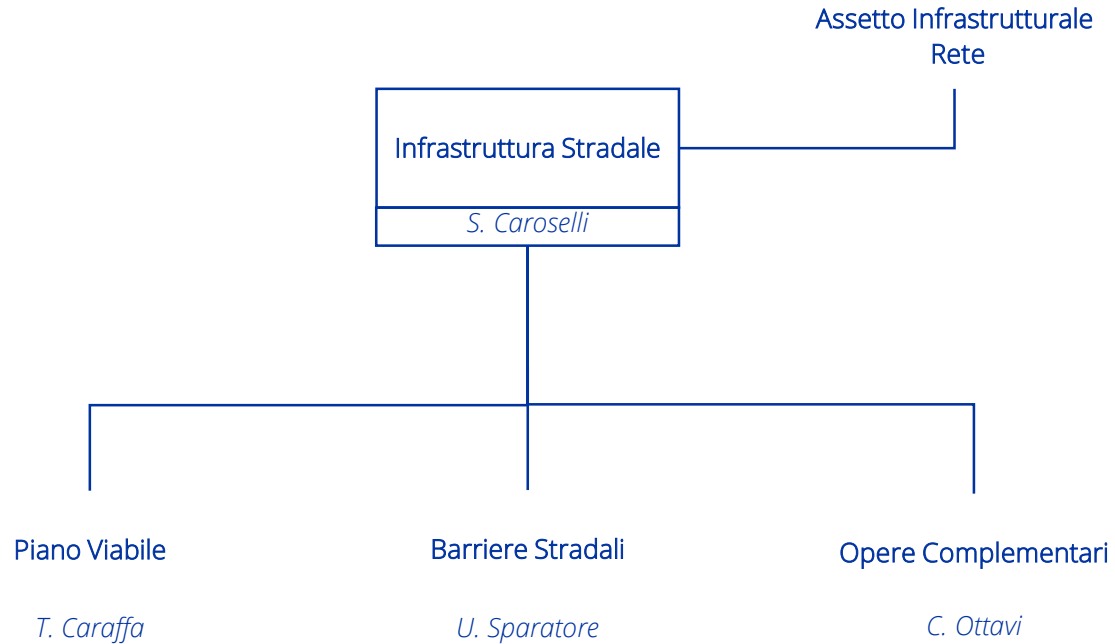 Assetto Infrastrutturale
Rete
Infrastruttura Stradale
S. Caroselli
Piano Viabile
Barriere Stradali
Opere Complementari
T. Caraffa
U. Sparatore
C. Ottavi